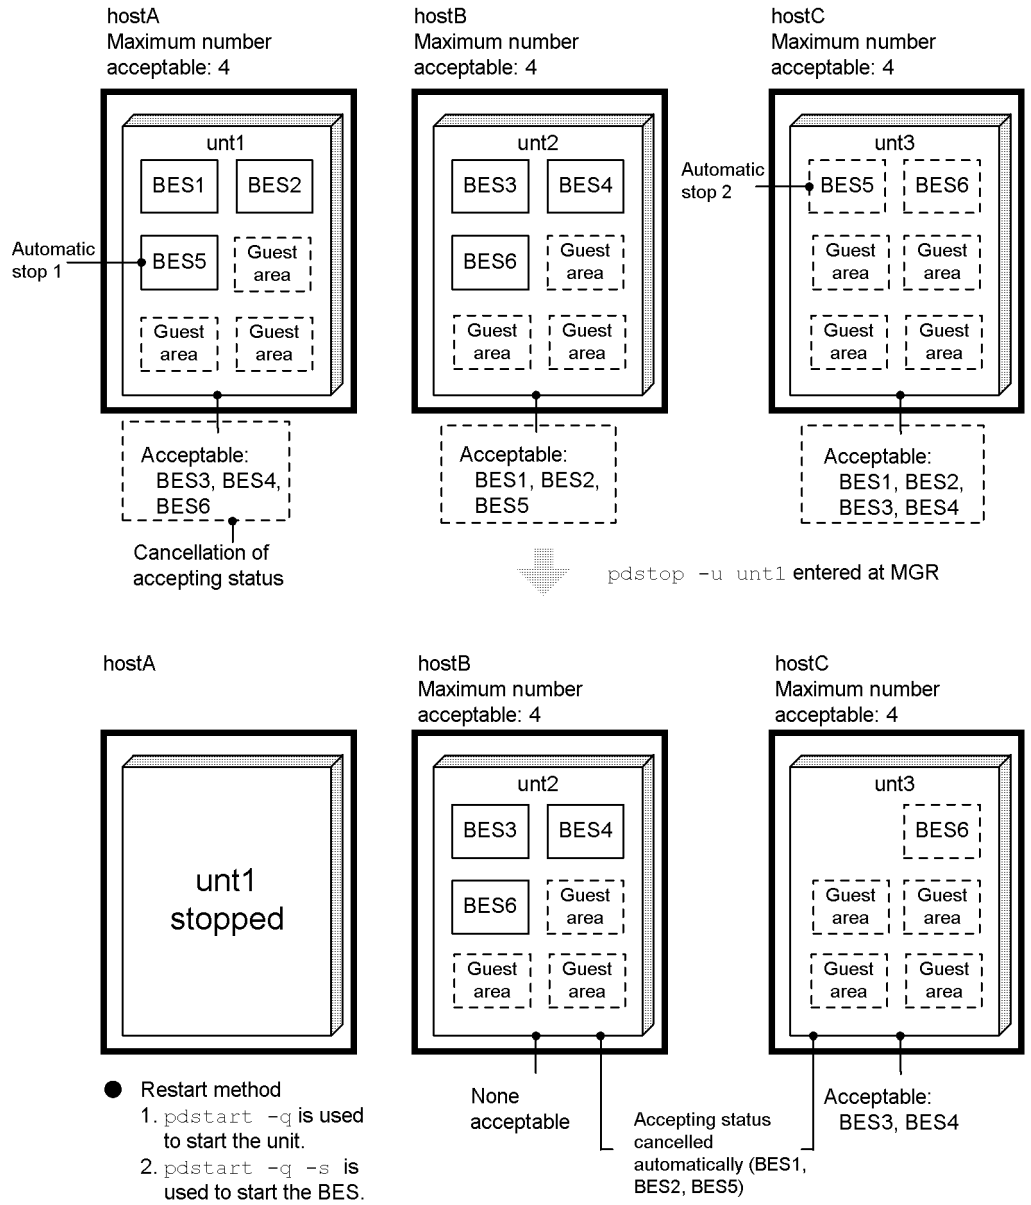 hostA
Maximum number
acceptable: 4
hostB
Maximum number
acceptable: 4
hostC
Maximum number
acceptable: 4
unt1
BES1
BES2
Automatic
stop 1
BES5
Guest
area
Guest
area
Guest
area
unt2
BES3
BES4
BES6
Guest
area
Guest
area
Guest
area
Automatic
stop 2
unt3
BES5
BES6
Guest
area
Guest
area
Guest
area
Guest
area
Acceptable:
BES3, BES4,
BES6
Cancellation of
accepting status
Acceptable:
BES1, BES2,
BES5
Acceptable:
BES1, BES2,
BES3, BES4
pdstop -u unt1 entered at MGR
hostA
hostB
Maximum number
acceptable: 4
hostC
Maximum number
acceptable: 4
unt1
stopped
unt2
BES3
BES4
BES6
Guest
area
Guest
area
Guest
area
unt3
BES6
Guest
area
Guest
area
Guest
area
Guest
area
● Restart method
1. pdstart -q is used
to start the unit.
2. pdstart -q -s is
used to start the BES.
None
acceptable
Accepting status
cancelled
automatically (BES1,
BES2, BES5)
Acceptable:
BES3, BES4